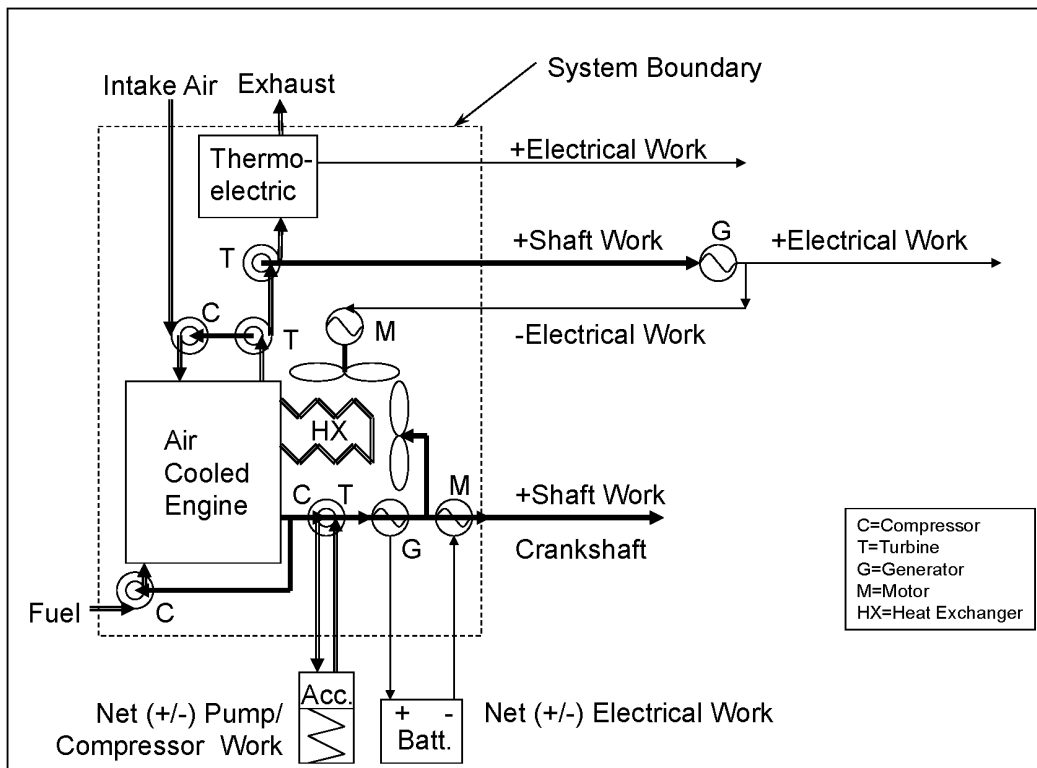 System Boundary
Intake Air
Exhaust
Thermo-
electric
+Electrical Work
T
+Shaft Work
G
+Electrical Work
C
T
M
-Electrical Work
HX
Air
Cooled
Engine
C
T
M
+Shaft Work
G
Crankshaft
C=Compressor
T=Turbine
G=Generator
M=Motor
HX=Heat Exchanger
Fuel
C
Acc.
Net (+/-) Pump/
Compressor Work
+ -
Batt.
Net (+/-) Electrical Work